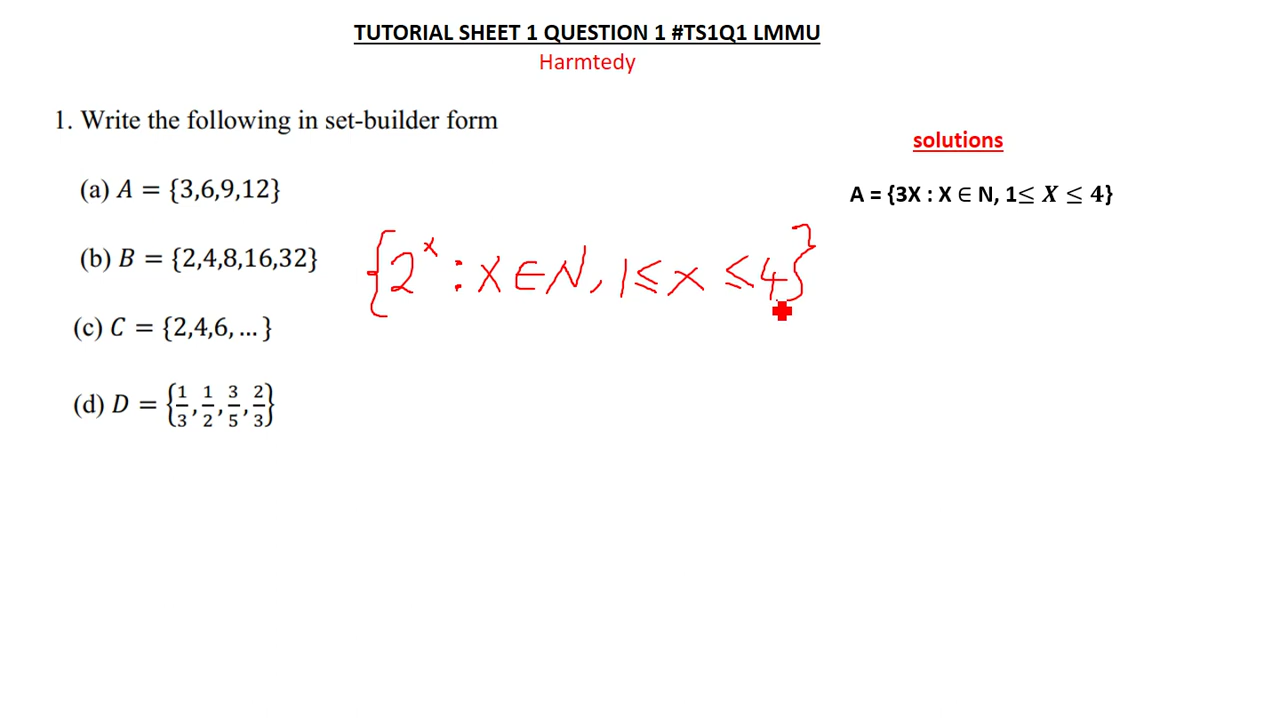 TUTORIAL SHEET 1 QUESTION 1 #TS1Q1 LMMU
Harmtedy
1. Write the following in set-builder form
solutions
(a) A = {3,6,9,12}
A = {3X : X ∈ N, 1≤ X ≤ 4}
(b) B = {2,4,8,16,32}
{2ˣ : X ∈ N, 1 ≤ x ≤ 4}
(c) C = {2,4,6, ... }
(d) D = {1/3, 1/2, 3/5, 2/3}